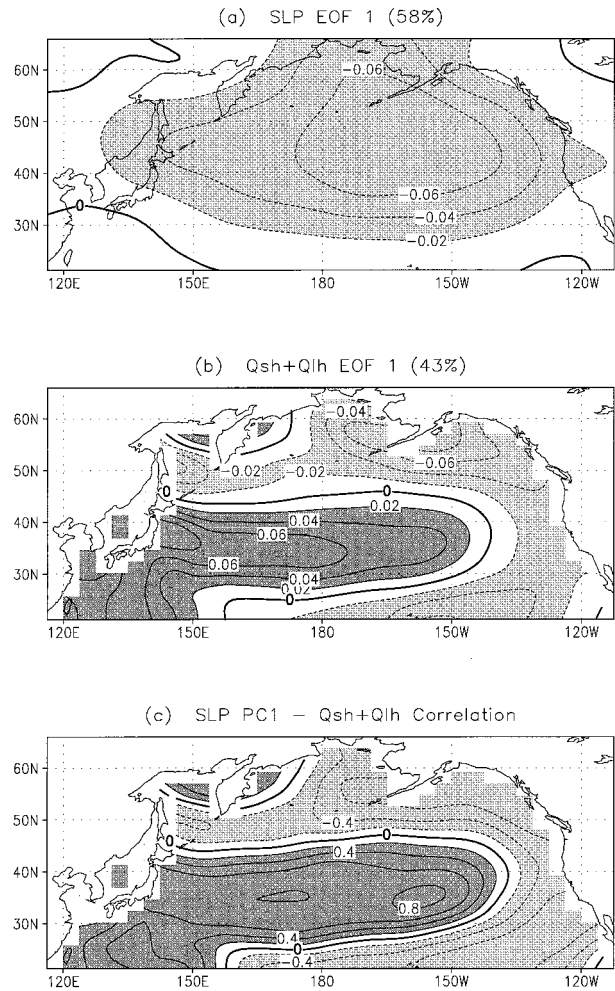 (a) SLP EOF 1 (58%)
60N
50N
40N
30N
-0.06
-0.06
-0.04
-0.02
0
120E 150E 180 150W 120W
(b) Qsh+Qlh EOF 1 (43%)
60N
50N
40N
30N
-0.04
-0.02
-0.02
-0.06
0
0
0.02
0.04
0.06
0.06
0.04
0.02
0
120E 150E 180 150W 120W
(c) SLP PC1 – Qsh+Qlh Correlation
60N
50N
40N
30N
-0.4
0
0
0.4
0.8
0.4
0
-0.4
120E 150E 180 150W 120W